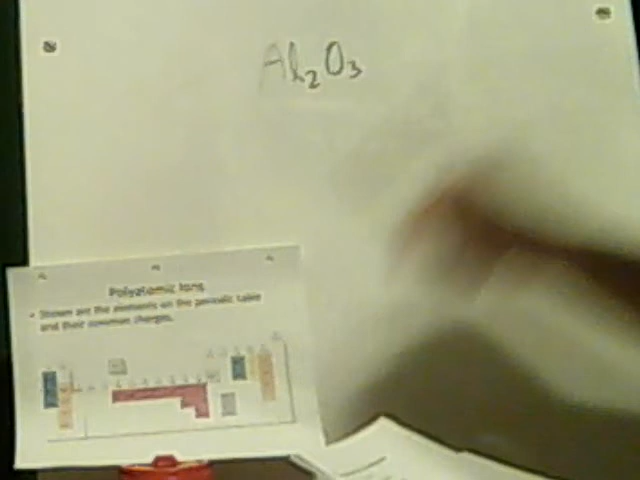 Al₂O₃
Polyatomic Ions
• Shown are the elements on the periodic table
and their common charges.